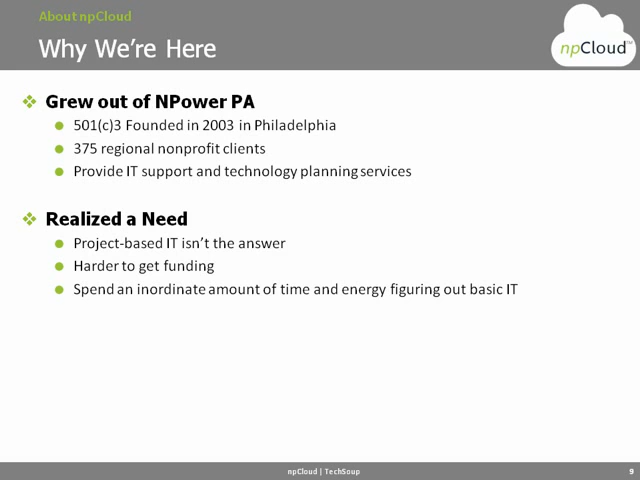 About npCloud
Why We're Here
npCloud™
Grew out of NPower PA
501(c)3 Founded in 2003 in Philadelphia
375 regional nonprofit clients
Provide IT support and technology planning services
Realized a Need
Project-based IT isn't the answer
Harder to get funding
Spend an inordinate amount of time and energy figuring out basic IT
npCloud | TechSoup
9